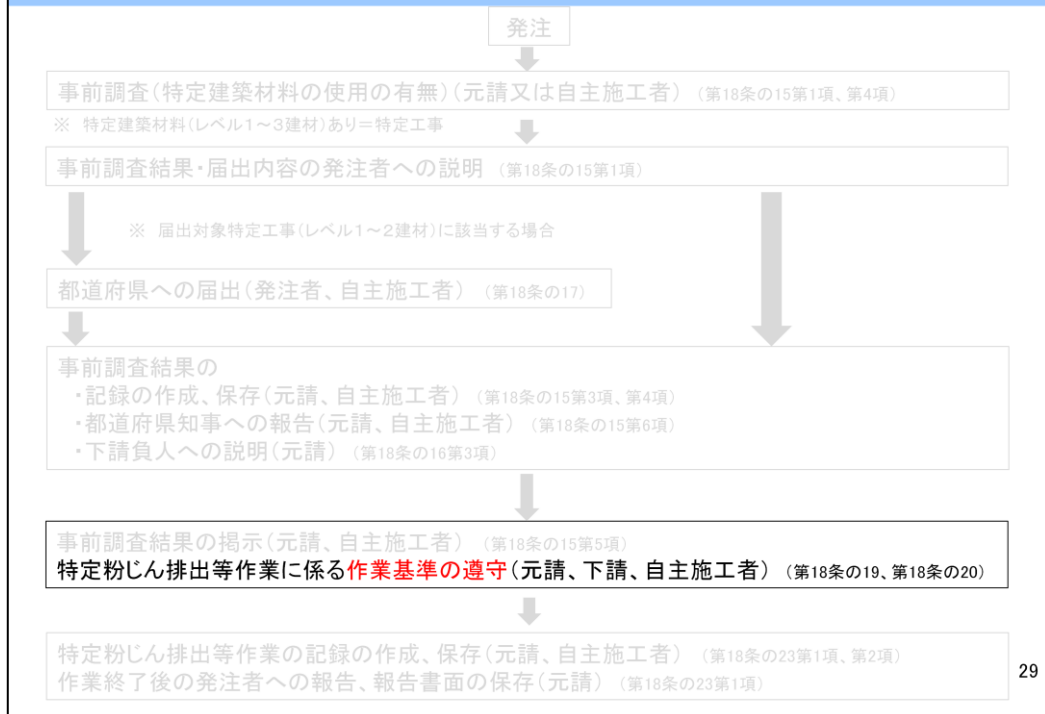 発注
事前調査(特定建築材料の使用の有無)(元請又は自主施工者) (第18条の15第1項、第4項)
※ 特定建築材料(レベル1～3建材)あり＝特定工事
事前調査結果・届出内容の発注者への説明 (第18条の15第1項)
※ 届出対象特定工事(レベル1～2建材)に該当する場合
都道府県への届出(発注者、自主施工者) (第18条の17)
事前調査結果の
・記録の作成、保存(元請、自主施工者) (第18条の15第3項、第4項)
・都道府県知事への報告(元請、自主施工者) (第18条の15第6項)
・下請負人への説明(元請) (第18条の16第3項)
事前調査結果の掲示(元請、自主施工者) (第18条の15第5項)
特定粉じん排出等作業に係る作業基準の遵守(元請、下請、自主施工者) (第18条の19、第18条の20)
特定粉じん排出等作業の記録の作成、保存(元請、自主施工者) (第18条の23第1項、第2項)
作業終了後の発注者への報告、報告書面の保存(元請) (第18条の23第1項)
29